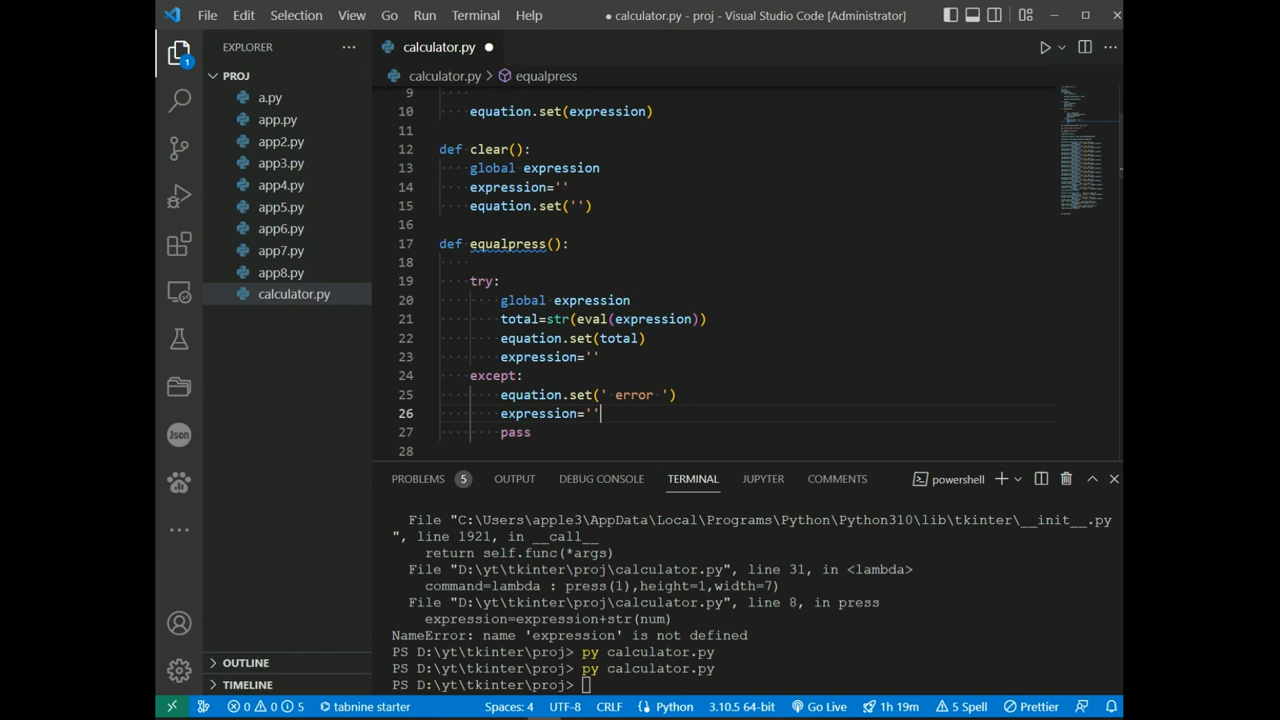 File Edit Selection View Go Run Terminal Help ● calculator.py - proj - Visual Studio Code [Administrator]
EXPLORER ···
calculator.py ●
PROJ
calculator.py > equalpress
1
a.py
app.py
app2.py
app3.py
app4.py
app5.py
app6.py
app7.py
app8.py
calculator.py
9
10 equation.set(expression)
11
12 def clear():
13 global expression
14 expression=''
15 equation.set('')
16
17 def equalpress():
18
19 try:
20 global expression
21 total=str(eval(expression))
22 equation.set(total)
23 expression=''
24 except:
25 equation.set(' error ')
26 expression=''
27 pass
28
Json
PROBLEMS 5 OUTPUT DEBUG CONSOLE TERMINAL JUPYTER COMMENTS powershell
File "C:\Users\apple3\AppData\Local\Programs\Python\Python310\lib\tkinter\__init__.py
", line 1921, in __call__
return self.func(*args)
File "D:\yt\tkinter\proj\calculator.py", line 31, in <lambda>
command=lambda : press(1),height=1,width=7)
File "D:\yt\tkinter\proj\calculator.py", line 8, in press
expression=expression+str(num)
NameError: name 'expression' is not defined
PS D:\yt\tkinter\proj> py calculator.py
PS D:\yt\tkinter\proj> py calculator.py
PS D:\yt\tkinter\proj>
OUTLINE
TIMELINE
0 0 5 tabnine starter Spaces: 4 UTF-8 CRLF Python 3.10.5 64-bit Go Live 1h 19m 5 Spell Prettier